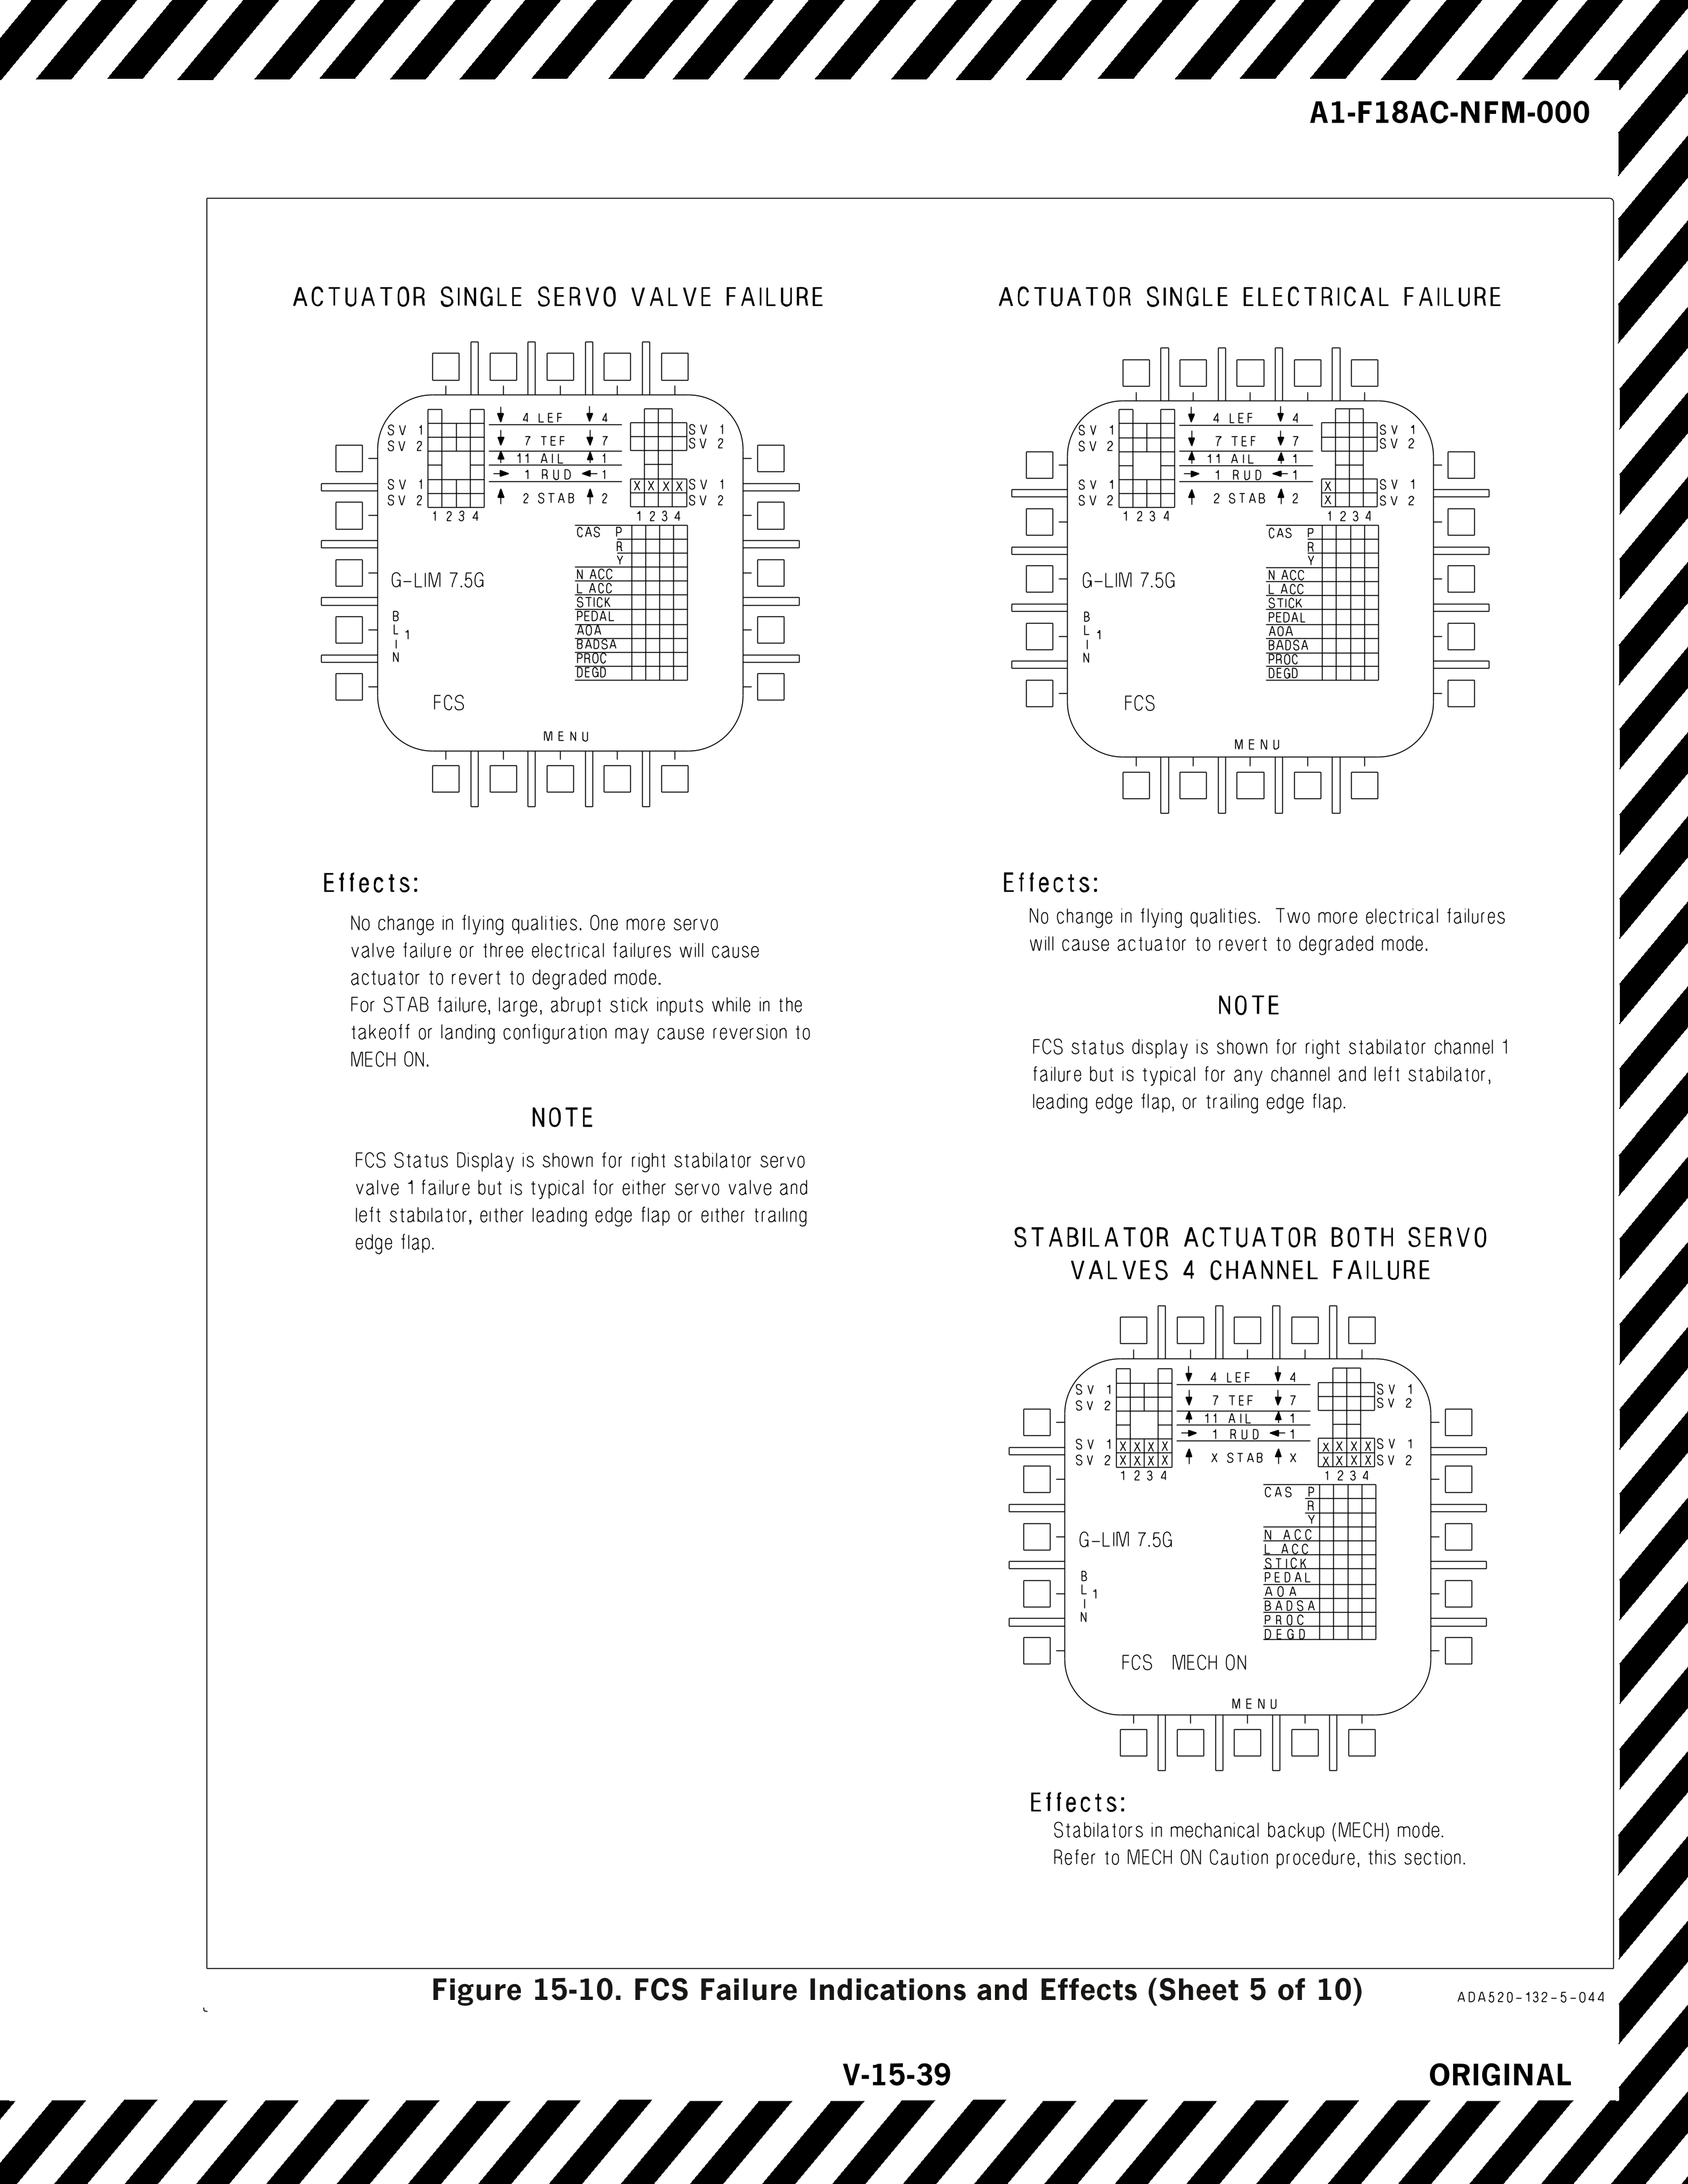 A1-F18AC-NFM-000
ACTUATOR SINGLE SERVO VALVE FAILURE
SV 1
SV 2
4 LEF 4
7 TEF 7
11 AIL 1
1 RUD 1
2 STAB 2
SV 1
SV 2
SV 1
SV 2
X X X X SV 1
SV 2
1 2 3 4
1 2 3 4
CAS P
R
Y
N ACC
L ACC
STICK
PEDAL
AOA
BADSA
PROC
DEGD
G-LIM 7.5G
B
L 1
I
N
FCS
MENU
Effects:
No change in flying qualities. One more servo
valve failure or three electrical failures will cause
actuator to revert to degraded mode.
For STAB failure, large, abrupt stick inputs while in the
takeoff or landing configuration may cause reversion to
MECH ON.
NOTE
FCS Status Display is shown for right stabilator servo
valve 1 failure but is typical for either servo valve and
left stabilator, either leading edge flap or either trailing
edge flap.
ACTUATOR SINGLE ELECTRICAL FAILURE
SV 1
SV 2
4 LEF 4
7 TEF 7
11 AIL 1
1 RUD 1
2 STAB 2
SV 1
SV 2
SV 1
SV 2
X SV 1
X SV 2
1 2 3 4
1 2 3 4
CAS P
R
Y
N ACC
L ACC
STICK
PEDAL
AOA
BADSA
PROC
DEGD
G-LIM 7.5G
B
L 1
I
N
FCS
MENU
Effects:
No change in flying qualities. Two more electrical failures
will cause actuator to revert to degraded mode.
NOTE
FCS status display is shown for right stabilator channel 1
failure but is typical for any channel and left stabilator,
leading edge flap, or trailing edge flap.
STABILATOR ACTUATOR BOTH SERVO
VALVES 4 CHANNEL FAILURE
SV 1
SV 2
4 LEF 4
7 TEF 7
11 AIL 1
1 RUD 1
X STAB X
SV 1
SV 2
SV 1 X X X X
SV 2 X X X X
X X X X SV 1
X X X X SV 2
1 2 3 4
1 2 3 4
CAS P
R
Y
N ACC
L ACC
STICK
PEDAL
AOA
BADSA
PROC
DEGD
G-LIM 7.5G
B
L 1
I
N
FCS MECH ON
MENU
Effects:
Stabilators in mechanical backup (MECH) mode.
Refer to MECH ON Caution procedure, this section.
Figure 15-10. FCS Failure Indications and Effects (Sheet 5 of 10)
ADA520-132-5-044
V-15-39
ORIGINAL